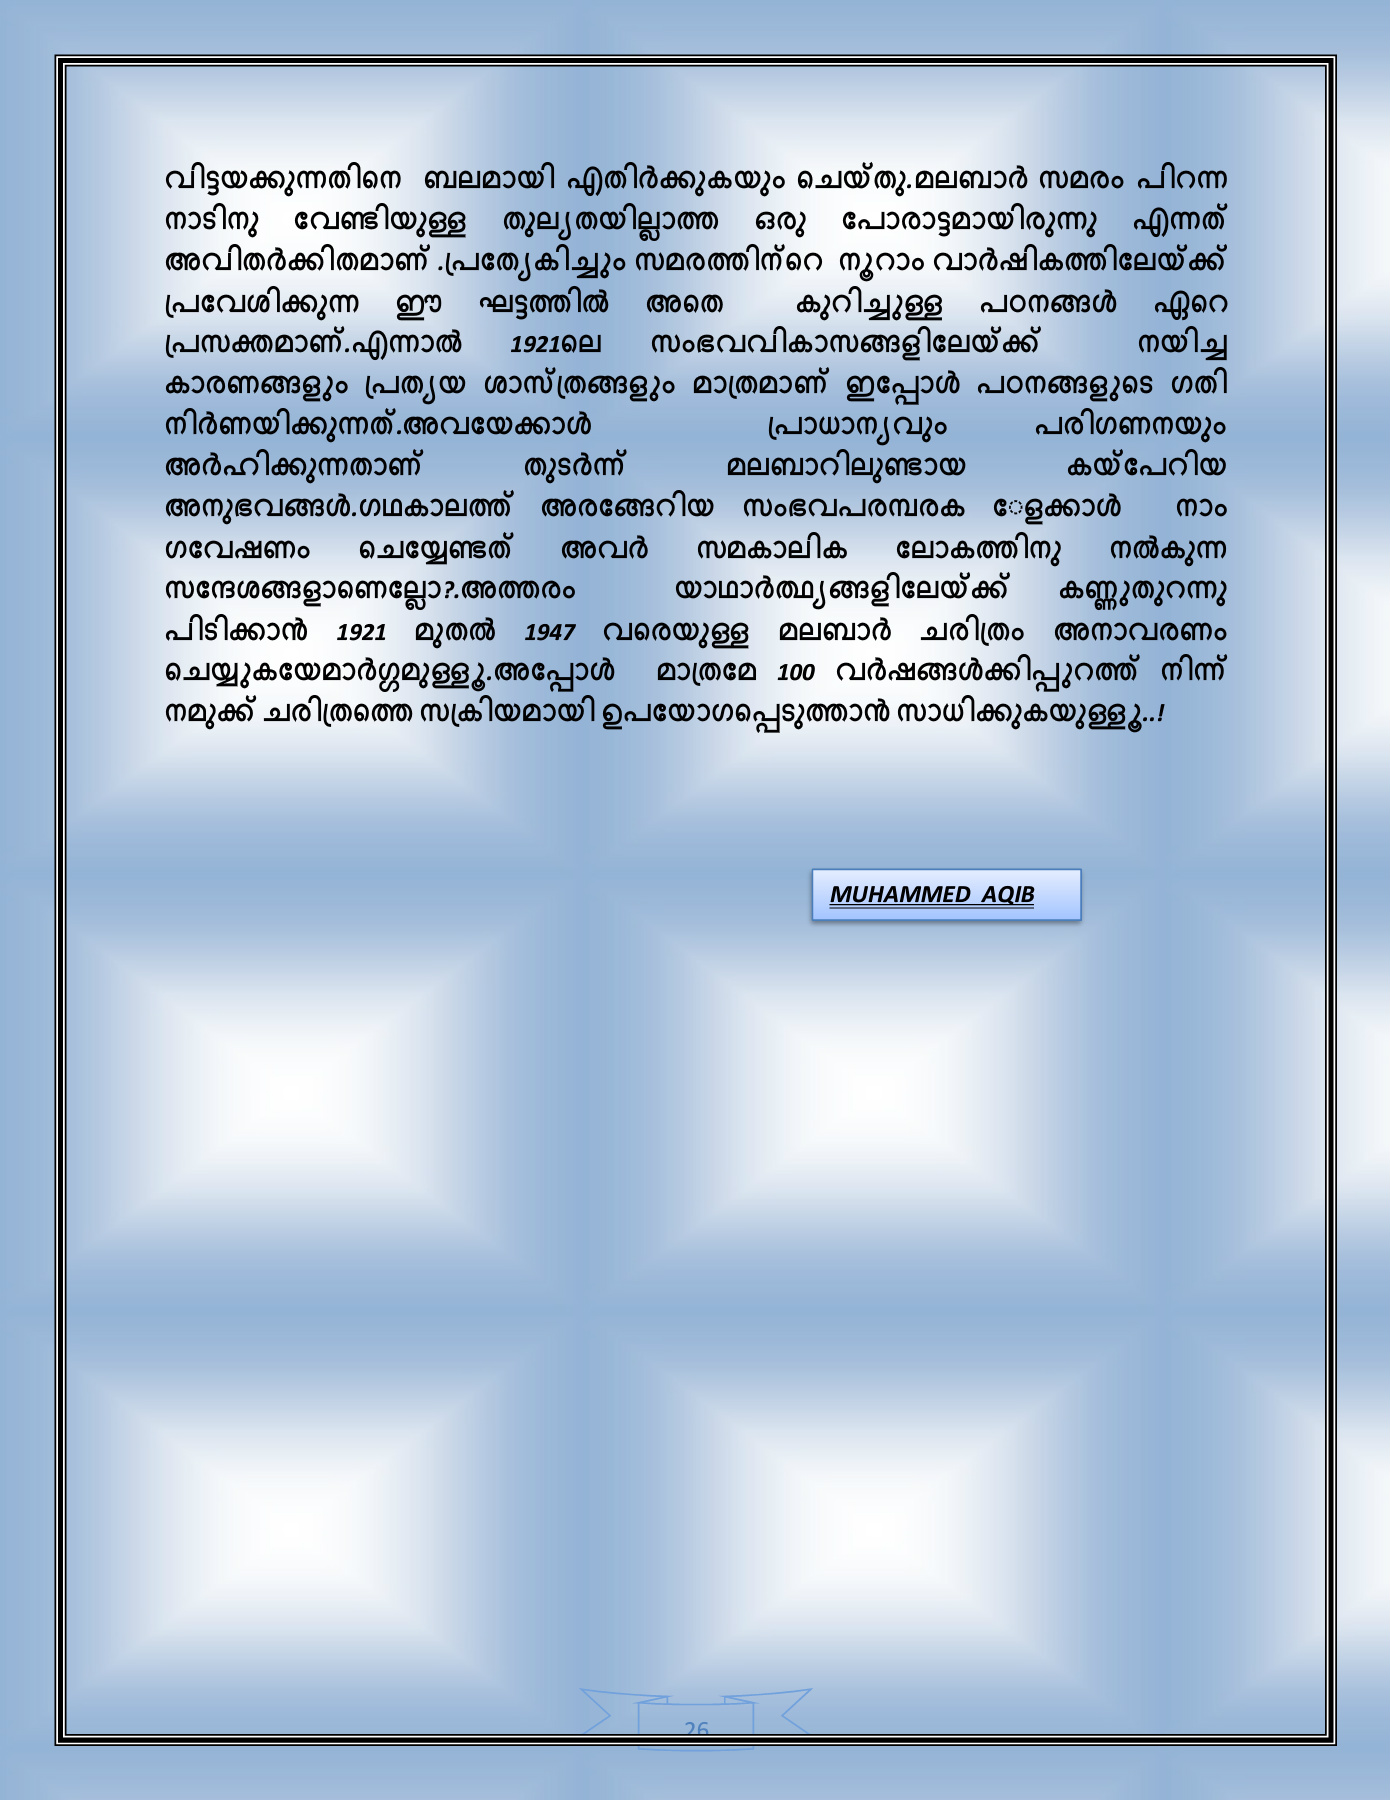 വിട്ടയക്കുന്നതിനെ ബലമായി എതിർക്കുകയും ചെയ്തു.മലബാർ സമരം പിറന്ന
നാടിനു വേണ്ടിയുള്ള തുല്യതയില്ലാത്ത ഒരു പോരാട്ടമായിരുന്നു എന്നത്
അവിതർക്കിതമാണ് .പ്രത്യേകിച്ചും സമരത്തിന്റെ നൂറാം വാർഷികത്തിലേയ്ക്ക്
പ്രവേശിക്കുന്ന ഈ ഘട്ടത്തിൽ അതെ കുറിച്ചുള്ള പഠനങ്ങൾ ഏറെ
പ്രസക്തമാണ്.എന്നാൽ 1921ലെ സംഭവവികാസങ്ങളിലേയ്ക്ക് നയിച്ച
കാരണങ്ങളും പ്രത്യയ ശാസ്ത്രങ്ങളും മാത്രമാണ് ഇപ്പോൾ പഠനങ്ങളുടെ ഗതി
നിർണയിക്കുന്നത്.അവയേക്കാൾ പ്രാധാന്യവും പരിഗണനയും
അർഹിക്കുന്നതാണ് തുടർന്ന് മലബാറിലുണ്ടായ കയ്പേറിയ
അനുഭവങ്ങൾ.ഗഥകാലത്ത് അരങ്ങേറിയ സംഭവപരമ്പരക േളക്കാൾ നാം
ഗവേഷണം ചെയ്യേണ്ടത് അവർ സമകാലിക ലോകത്തിനു നൽകുന്ന
സന്ദേശങ്ങളാണെല്ലോ?.അത്തരം യാഥാർത്ഥ്യങ്ങളിലേയ്ക്ക് കണ്ണുതുറന്നു
പിടിക്കാൻ 1921 മുതൽ 1947 വരെയുള്ള മലബാർ ചരിത്രം അനാവരണം
ചെയ്യുകയേമാർഗ്ഗമുള്ളൂ.അപ്പോൾ മാത്രമേ 100 വർഷങ്ങൾക്കിപ്പുറത്ത് നിന്ന്
നമുക്ക് ചരിത്രത്തെ സക്രിയമായി ഉപയോഗപ്പെടുത്താൻ സാധിക്കുകയുള്ളൂ..!
MUHAMMED AQIB
26